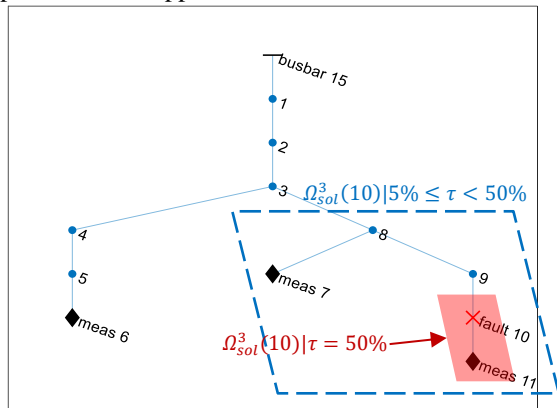 busbar 15
1
2
3
Ω³ₛₒₗ(10)|5% ≤ τ < 50%
4
8
5
meas 7
9
meas 6
fault 10
Ω³ₛₒₗ(10)|τ = 50%
meas 11